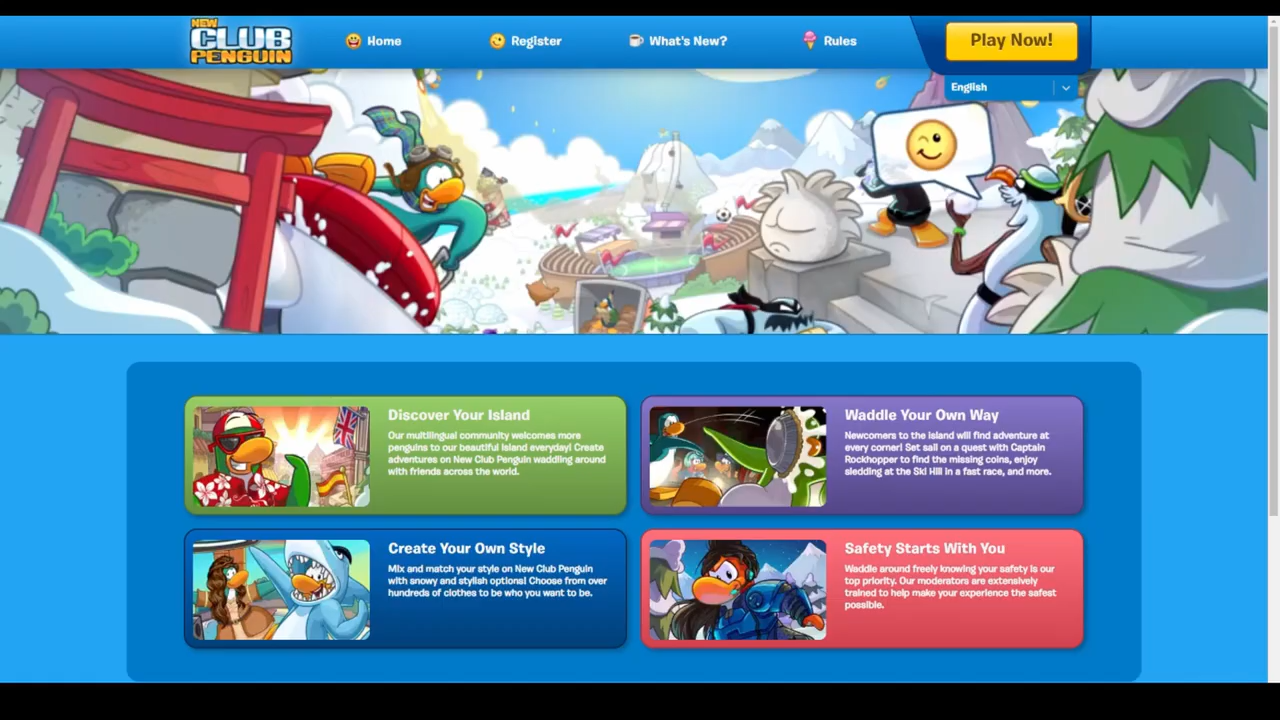 NEW
CLUB
PENGUIN
Home
Register
What's New?
Rules
Play Now!
English
Discover Your Island
Our multilingual community welcomes more
penguins to our beautiful island everyday! Create
adventures on New Club Penguin waddling around
with friends across the world.
Waddle Your Own Way
Newcomers to the island will find adventure at
every corner! Set sail on a quest with Captain
Rockhopper to find the missing coins, enjoy
sledding at the Ski Hill in a fast race, and more.
Create Your Own Style
Mix and match your style on New Club Penguin
with snowy and stylish options! Choose from over
hundreds of clothes to be who you want to be.
Safety Starts With You
Waddle around freely knowing your safety is our
top priority. Our moderators are extensively
trained to help make your experience the safest
possible.